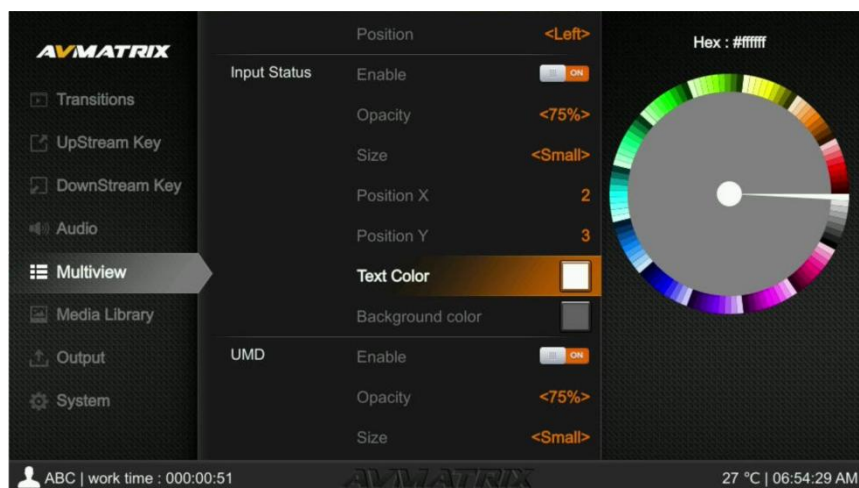 AVMATRIX
Transitions
UpStream Key
DownStream Key
Audio
Multiview
Media Library
Output
System
Position <Left>
Input Status Enable ON
Opacity <75%>
Size <Small>
Position X 2
Position Y 3
Text Color
Background color
UMD Enable ON
Opacity <75%>
Size <Small>
Hex : #ffffff
ABC | work time : 000:00:51
AVMATRIX
27 °C | 06:54:29 AM